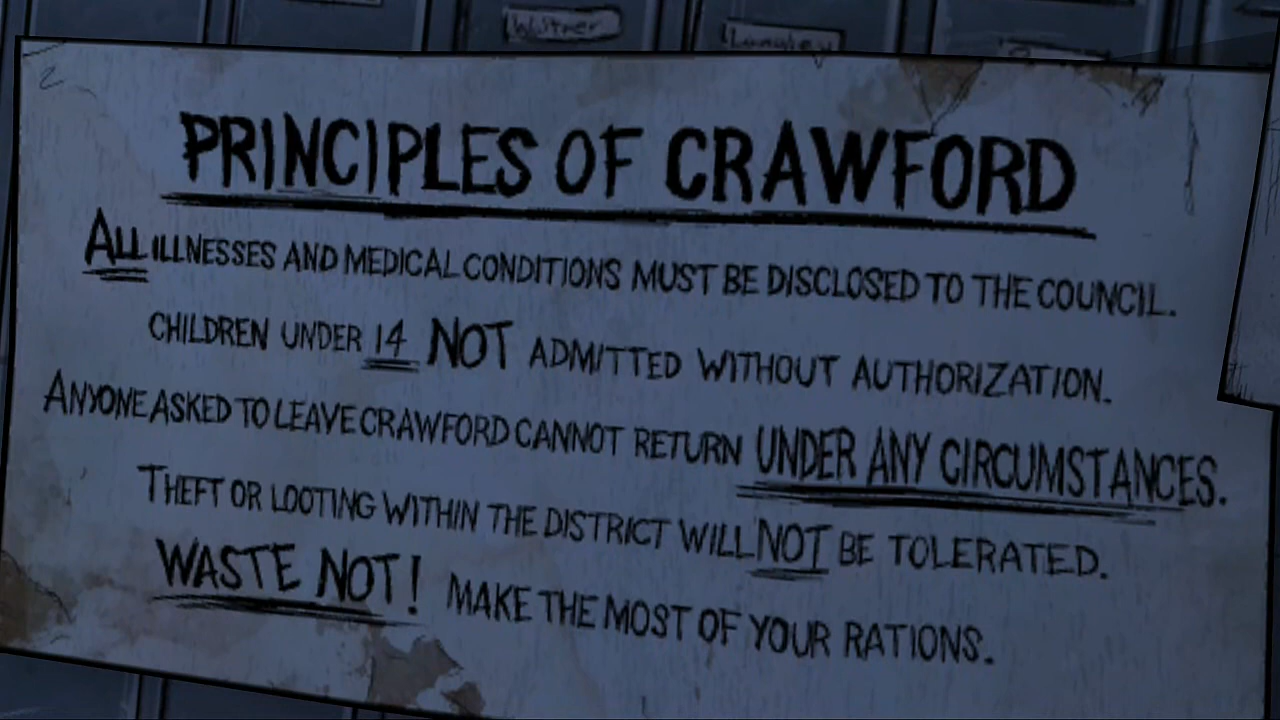 Wistner
PRINCIPLES OF CRAWFORD
ALL ILLNESSES AND MEDICAL CONDITIONS MUST BE DISCLOSED TO THE COUNCIL.
CHILDREN UNDER 14 NOT ADMITTED WITHOUT AUTHORIZATION.
ANYONE ASKED TO LEAVE CRAWFORD CANNOT RETURN UNDER ANY CIRCUMSTANCES.
THEFT OR LOOTING WITHIN THE DISTRICT WILL NOT BE TOLERATED.
WASTE NOT! MAKE THE MOST OF YOUR RATIONS.